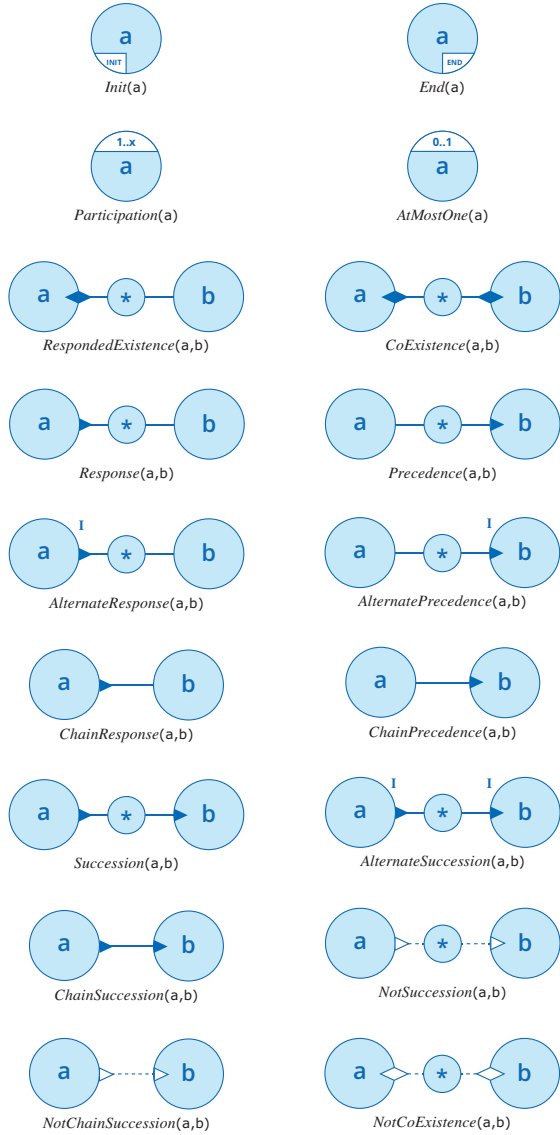 a
INIT
Init(a)
a
END
End(a)
1..x
a
Participation(a)
0..1
a
AtMostOne(a)
a * b
RespondedExistence(a,b)
a * b
CoExistence(a,b)
a * b
Response(a,b)
a * b
Precedence(a,b)
I
a * b
AlternateResponse(a,b)
I
a * b
AlternatePrecedence(a,b)
a b
ChainResponse(a,b)
a b
ChainPrecedence(a,b)
a * b
Succession(a,b)
I I
a * b
AlternateSuccession(a,b)
a b
ChainSuccession(a,b)
a * b
NotSuccession(a,b)
a b
NotChainSuccession(a,b)
a * b
NotCoExistence(a,b)